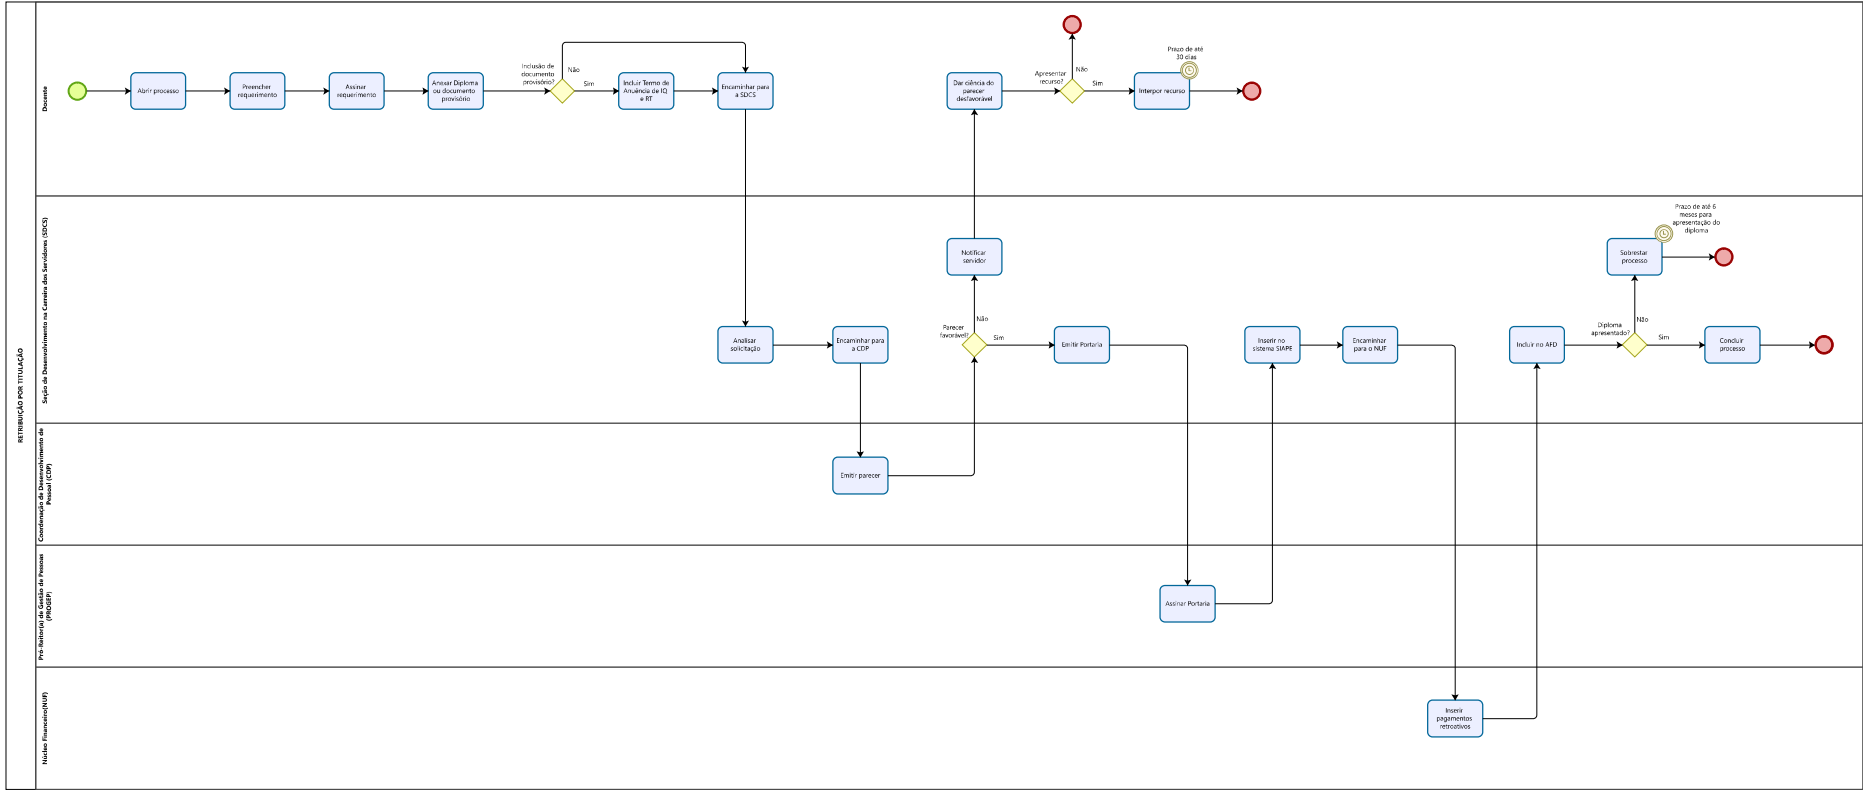 RETRIBUIÇÃO POR TITULAÇÃO
Docente
Abrir processo
Preencher
requerimento
Assinar
requerimento
Anexar Diploma
ou documento
provisório
Inclusão de
documento
provisório?
Não
Sim
Incluir Termo de
Anuência de IQ
e RT
Encaminhar para
a SDCS
Dar ciência do
parecer
desfavorável
Apresentar
recurso?
Não
Sim
Prazo de até
30 dias
Interpor recurso
Seção de Desenvolvimento na Carreira dos Servidores (SDCS)
Analisar
solicitação
Encaminhar para
a CDP
Notificar
servidor
Parecer
favorável?
Não
Sim
Emitir Portaria
Inserir no
sistema SIAPE
Encaminhar
para o NUF
Incluir no AFD
Diploma
apresentado?
Não
Sim
Sobrestar
processo
Prazo de até 6
meses para
apresentação do
diploma
Concluir
processo
Coordenação de Desenvolvimento de
Pessoal (CDP)
Emitir parecer
Pró-Reitor(a) de Gestão de Pessoas
(PROGEP)
Assinar Portaria
Núcleo Financeiro(NUF)
Inserir
pagamentos
retroativos